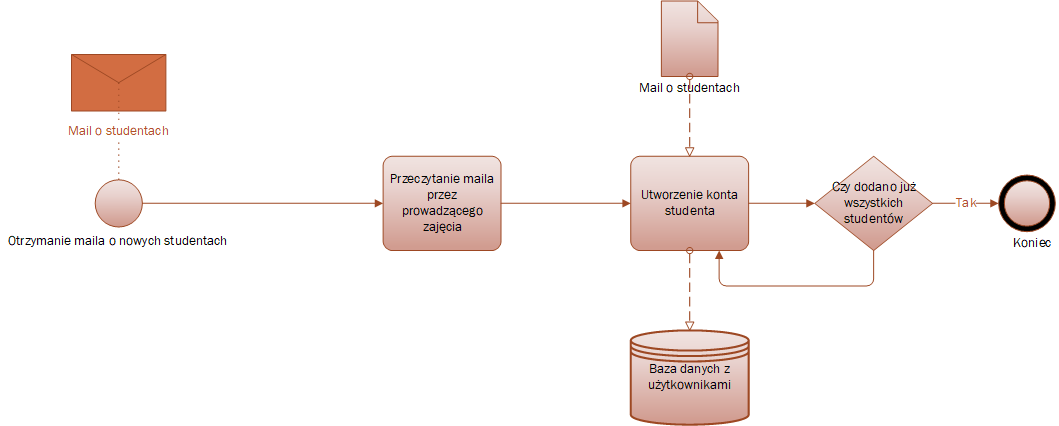 Mail o studentach
Mail o studentach
Otrzymanie maila o nowych studentach
Przeczytanie maila
przez
prowadzącego
zajęcia
Utworzenie konta
studenta
Czy dodano już
wszystkich
studentów
Tak
Koniec
Baza danych z
użytkownikami